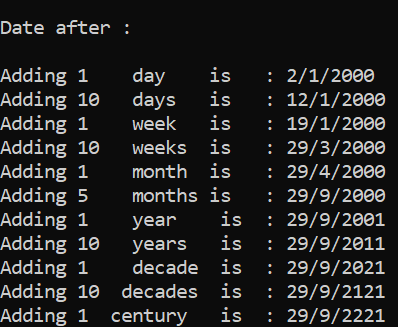 Date after :
Adding 1    day    is   : 2/1/2000
Adding 10   days   is   : 12/1/2000
Adding 1    week   is   : 19/1/2000
Adding 10   weeks  is   : 29/3/2000
Adding 1    month  is   : 29/4/2000
Adding 5    months is   : 29/9/2000
Adding 1    year    is  : 29/9/2001
Adding 10   years   is  : 29/9/2011
Adding 1    decade  is  : 29/9/2021
Adding 10  decades  is  : 29/9/2121
Adding 1  century   is  : 29/9/2221